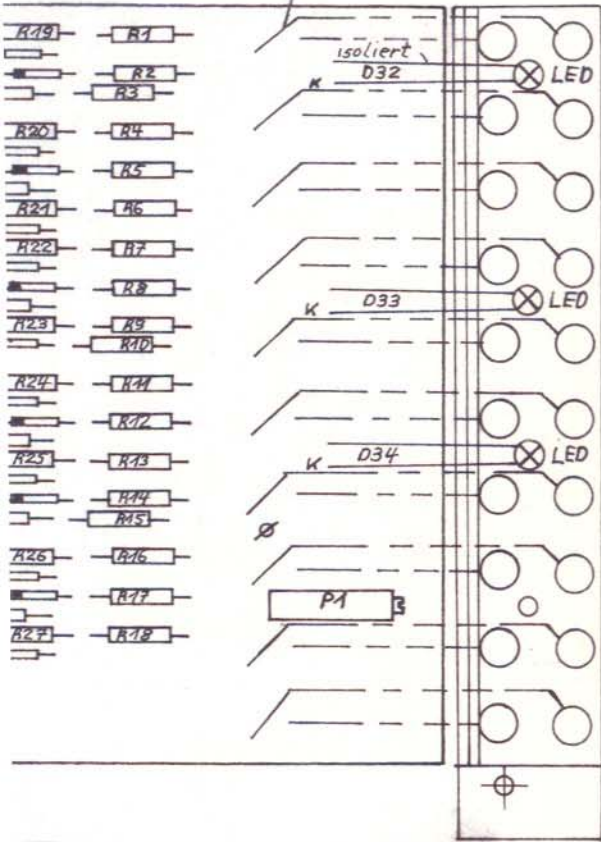 R19 R1
isoliert
R2 D32 LED
R3 K
R20 R4
R5
R21 R6
R22 R7
R8 D33 LED
R23 R9 K
R10
R24 R11
R12
R25 R13 D34 LED
K
R14
R15
Ø
R26 R16
R17 P1
R27 R18